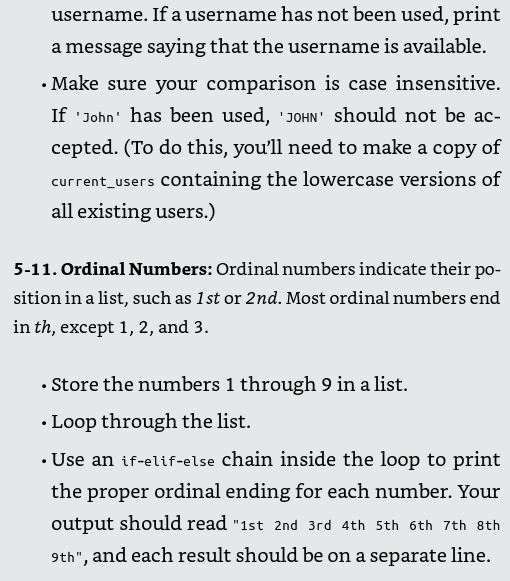 username. If a username has not been used, print
a message saying that the username is available.
• Make sure your comparison is case insensitive.
If 'John' has been used, 'JOHN' should not be ac-
cepted. (To do this, you’ll need to make a copy of
current_users containing the lowercase versions of
all existing users.)
5-11. Ordinal Numbers: Ordinal numbers indicate their po-
sition in a list, such as 1st or 2nd. Most ordinal numbers end
in th, except 1, 2, and 3.
• Store the numbers 1 through 9 in a list.
• Loop through the list.
• Use an if-elif-else chain inside the loop to print
the proper ordinal ending for each number. Your
output should read "1st 2nd 3rd 4th 5th 6th 7th 8th
9th", and each result should be on a separate line.